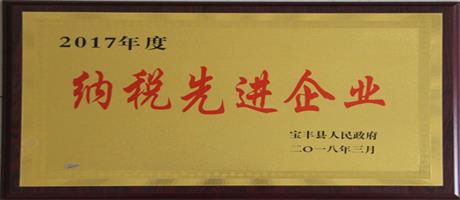 2017年度
纳税先进企业
宝丰县人民政府
二〇一八年三月